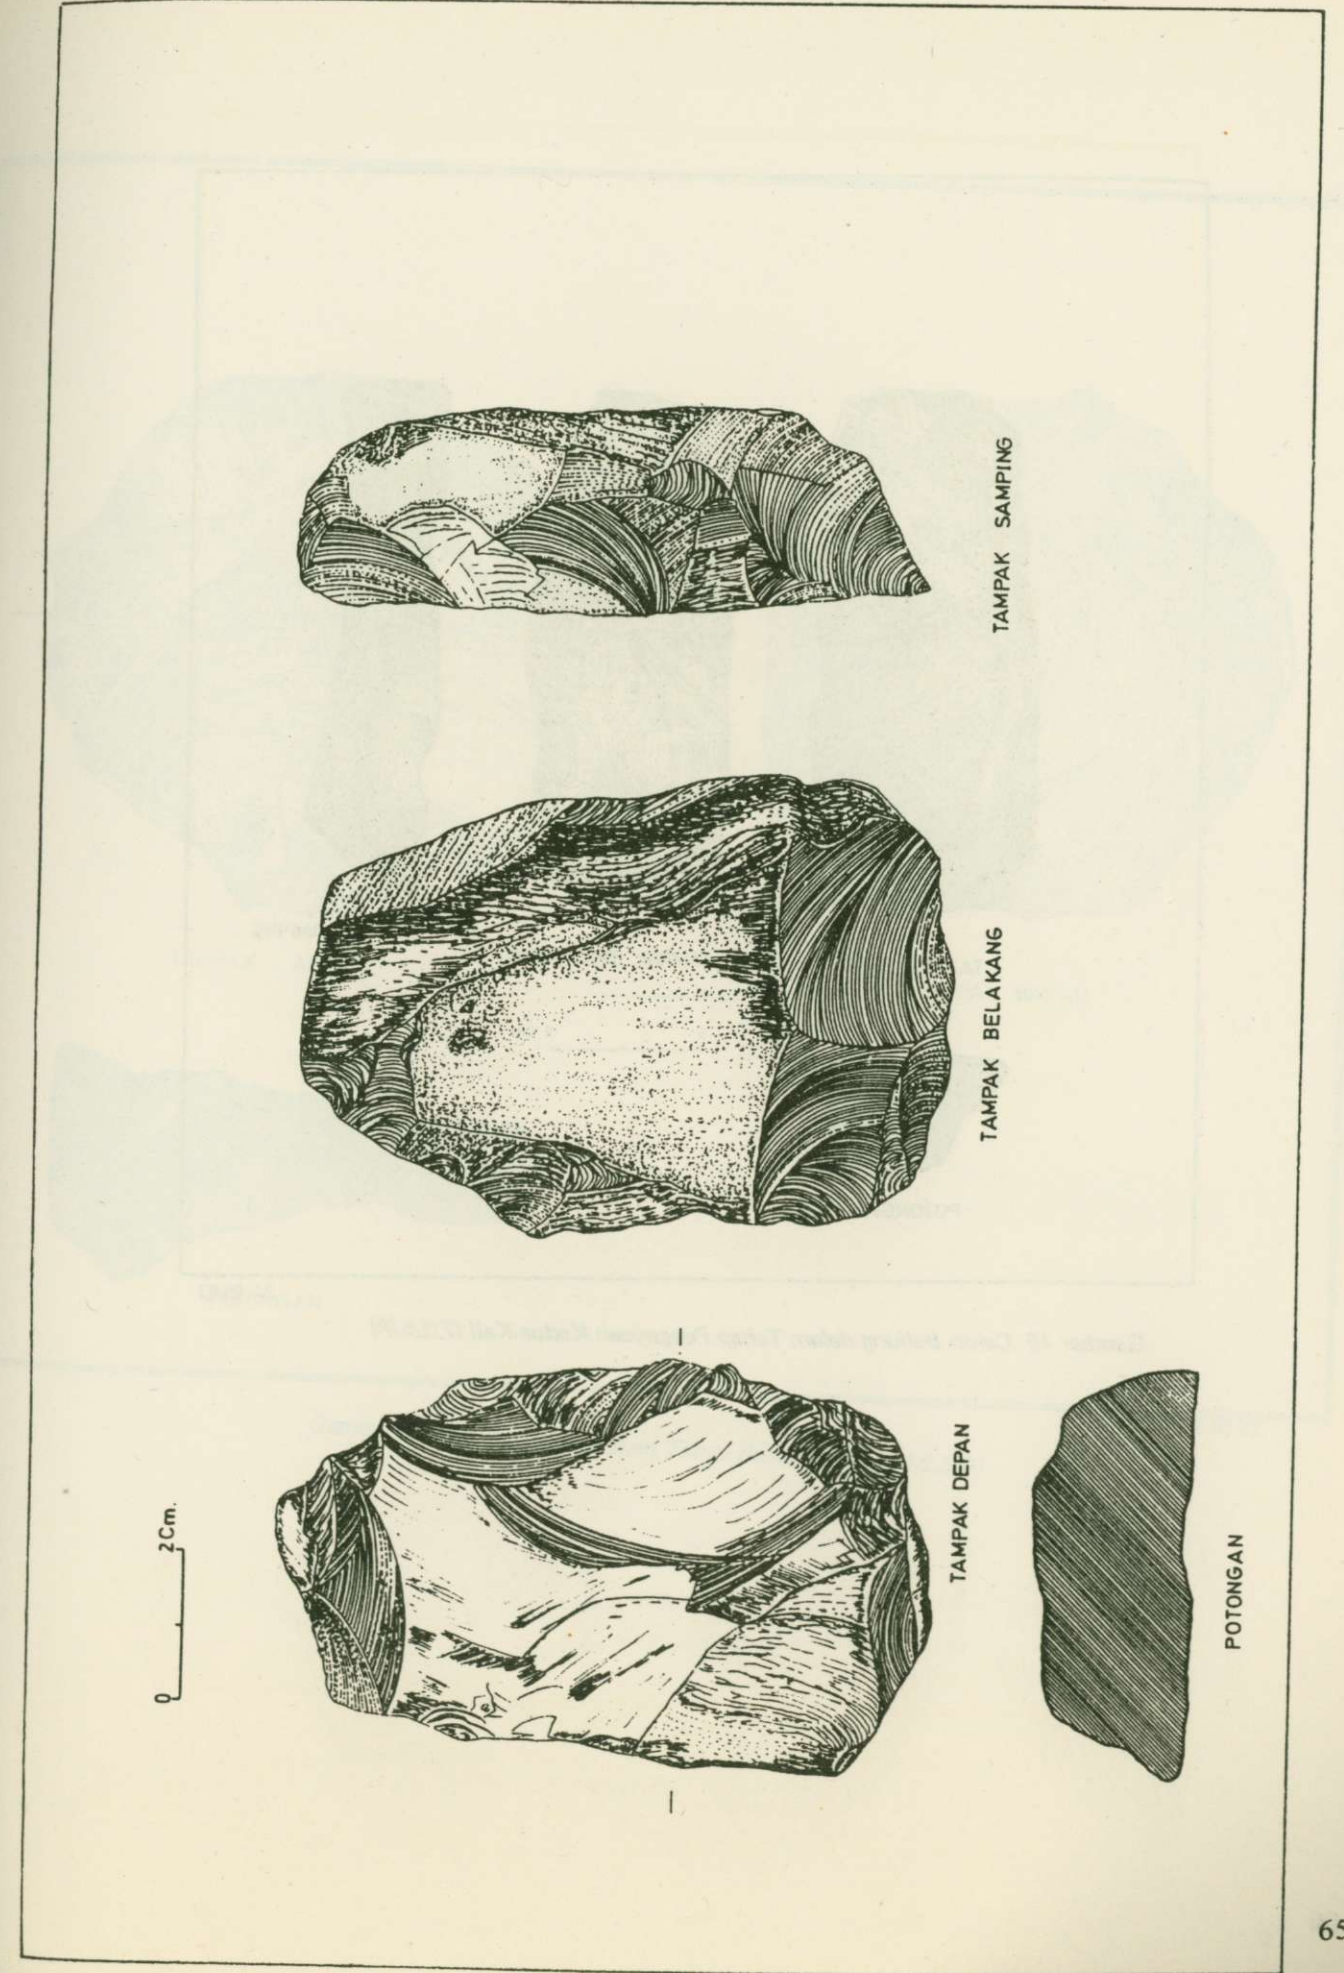 0 2Cm.
TAMPAK DEPAN
TAMPAK BELAKANG
TAMPAK SAMPING
POTONGAN
65